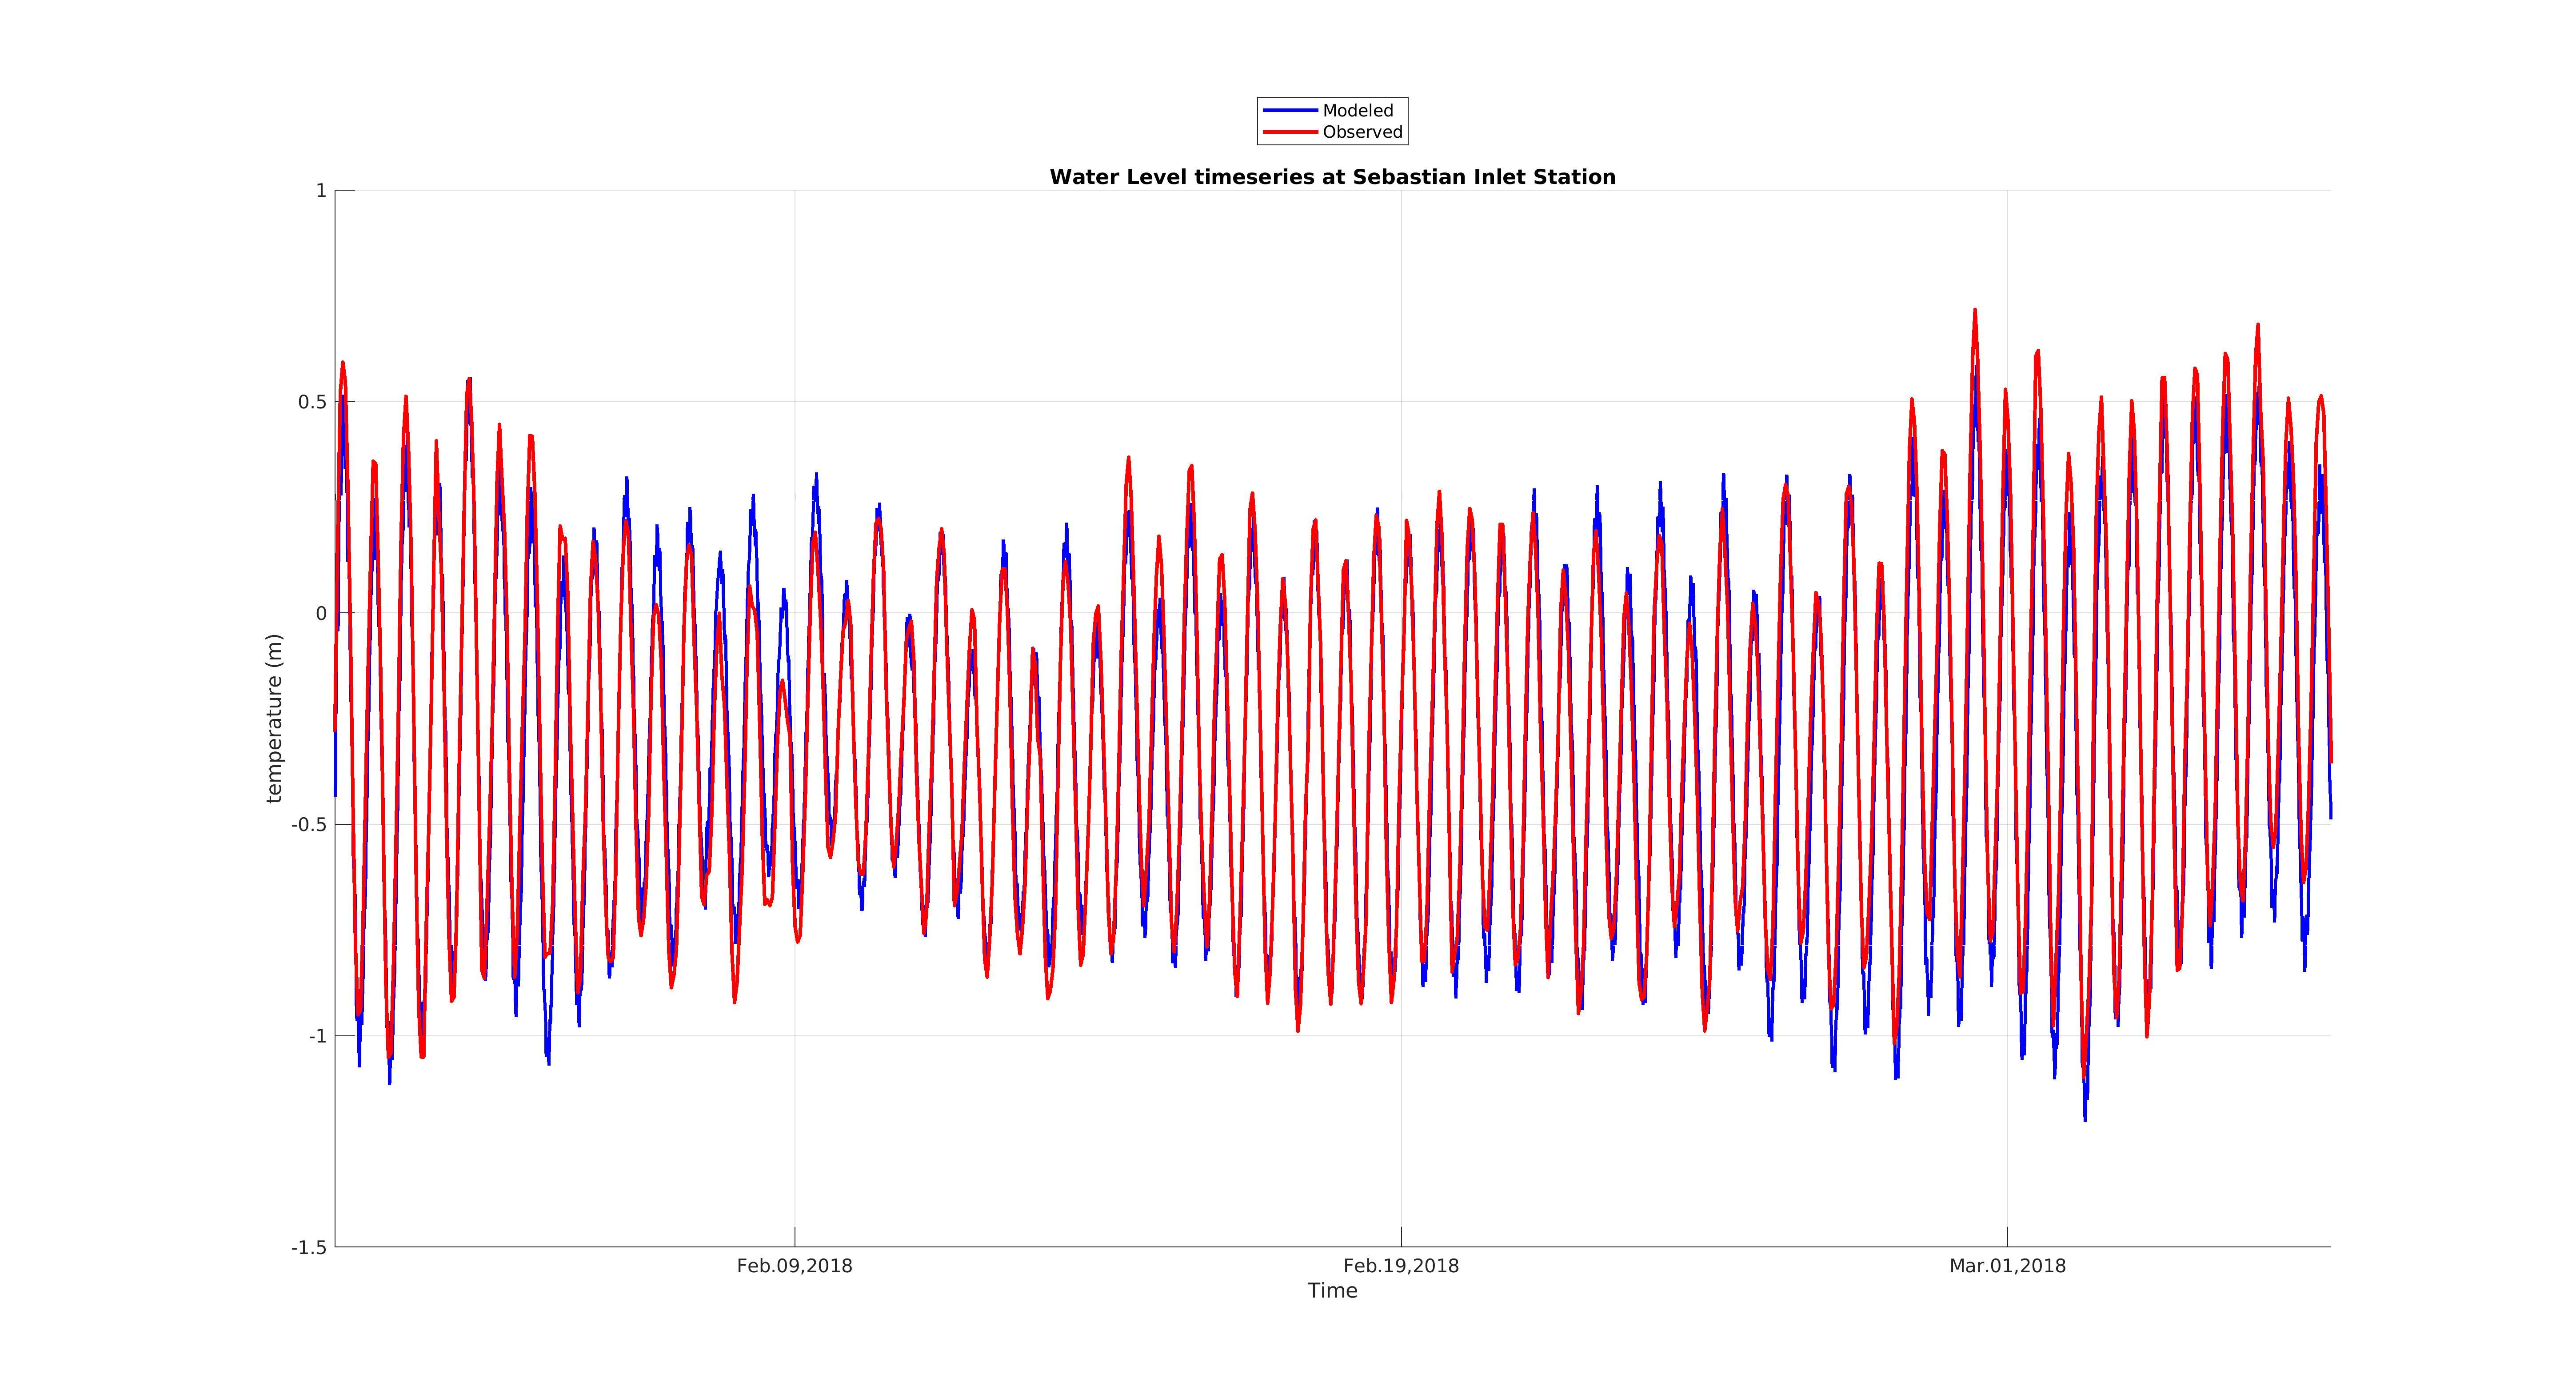 Modeled
Observed
Water Level timeseries at Sebastian Inlet Station
1
0.5
0
-0.5
-1
-1.5
temperature (m)
Feb.09,2018 Feb.19,2018 Mar.01,2018
Time